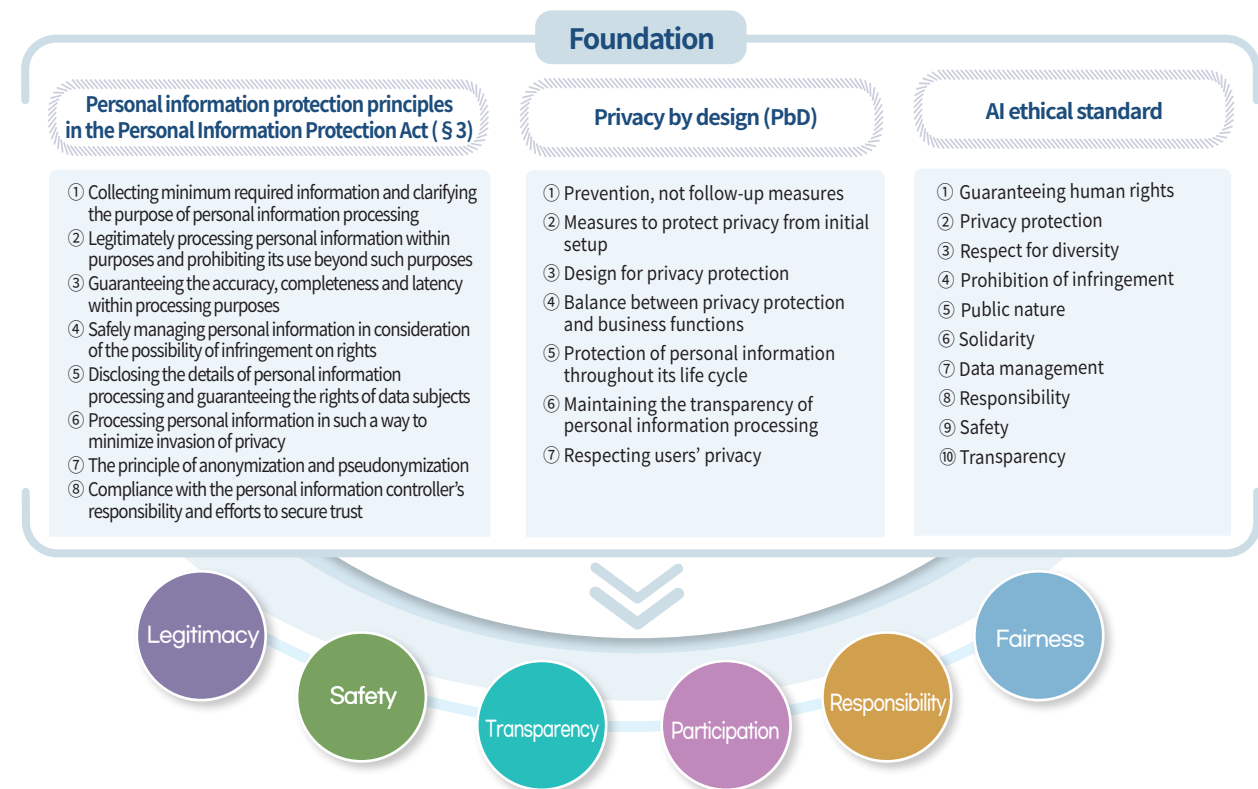 Foundation
Personal information protection principles
in the Personal Information Protection Act ( § 3)
① Collecting minimum required information and clarifying
the purpose of personal information processing
② Legitimately processing personal information within
purposes and prohibiting its use beyond such purposes
③ Guaranteeing the accuracy, completeness and latency
within processing purposes
④ Safely managing personal information in consideration
of the possibility of infringement on rights
⑤ Disclosing the details of personal information
processing and guaranteeing the rights of data subjects
⑥ Processing personal information in such a way to
minimize invasion of privacy
⑦ The principle of anonymization and pseudonymization
⑧ Compliance with the personal information controller's
responsibility and efforts to secure trust
Privacy by design (PbD)
① Prevention, not follow-up measures
② Measures to protect privacy from initial
setup
③ Design for privacy protection
④ Balance between privacy protection
and business functions
⑤ Protection of personal information
throughout its life cycle
⑥ Maintaining the transparency of
personal information processing
⑦ Respecting users' privacy
AI ethical standard
① Guaranteeing human rights
② Privacy protection
③ Respect for diversity
④ Prohibition of infringement
⑤ Public nature
⑥ Solidarity
⑦ Data management
⑧ Responsibility
⑨ Safety
⑩ Transparency
Legitimacy
Safety
Transparency
Participation
Responsibility
Fairness